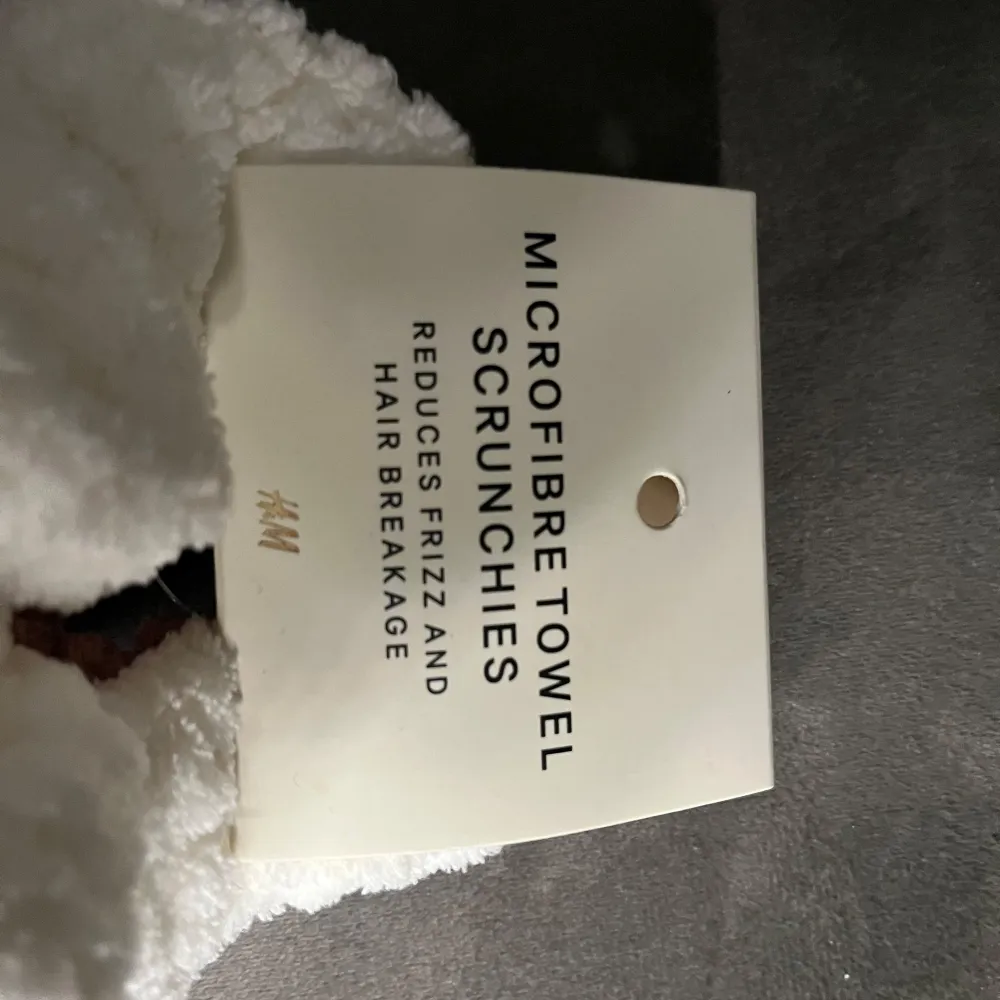 MICROFIBRE TOWEL
SCRUNCHIES
REDUCES FRIZZ AND
HAIR BREAKAGE
H&M